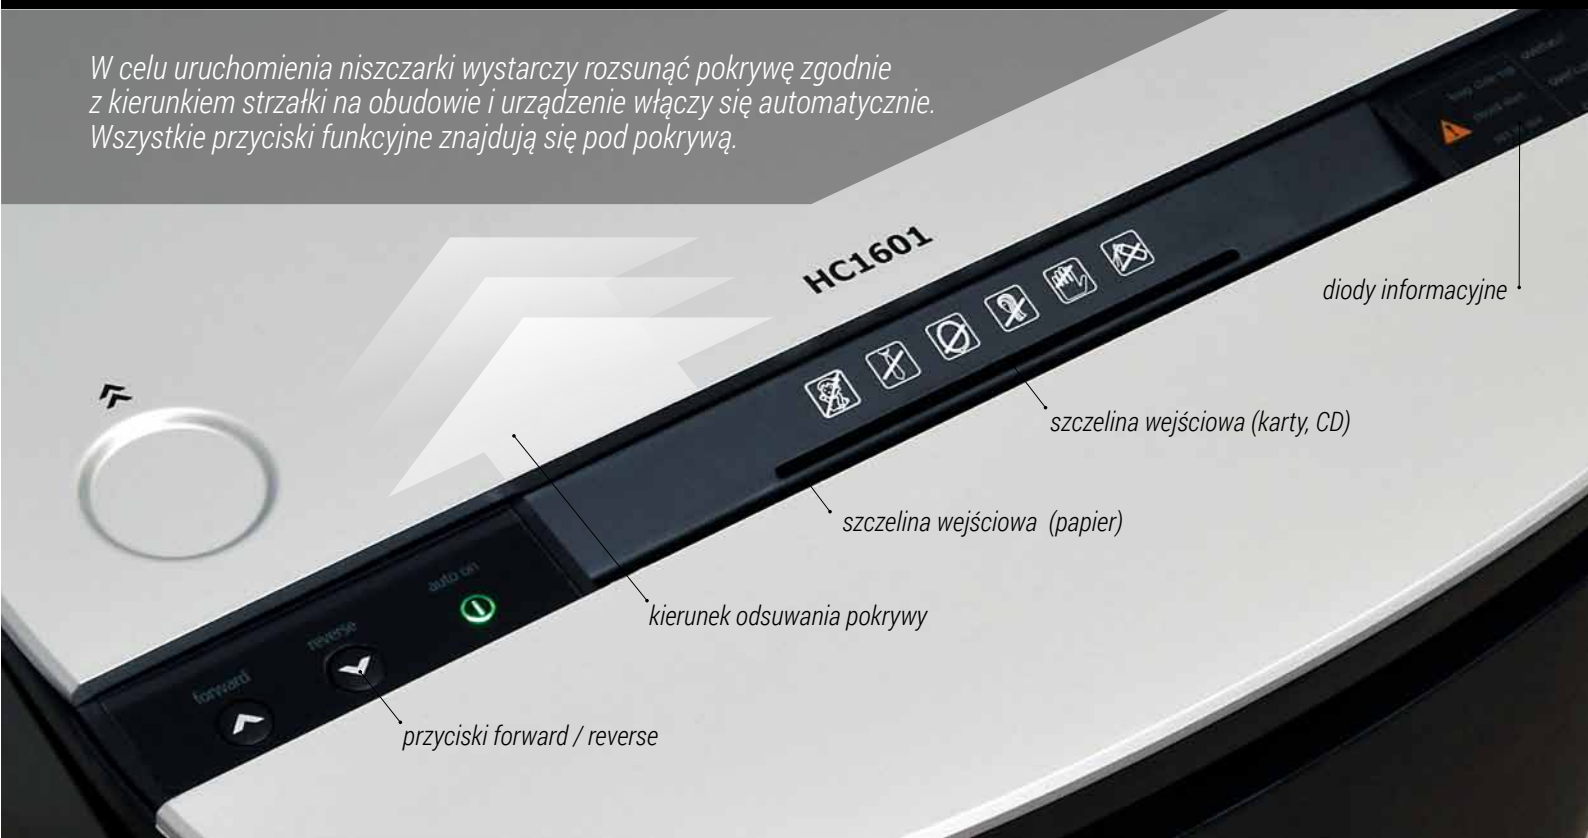 W celu uruchomienia niszczarki wystarczy rozsunąć pokrywę zgodnie
z kierunkiem strzałki na obudowie i urządzenie włączy się automatycznie.
Wszystkie przyciski funkcyjne znajdują się pod pokrywą.
HC1601
diody informacyjne
szczelina wejściowa (karty, CD)
szczelina wejściowa (papier)
kierunek odsuwania pokrywy
auto on
reverse
forward
przyciski forward / reverse